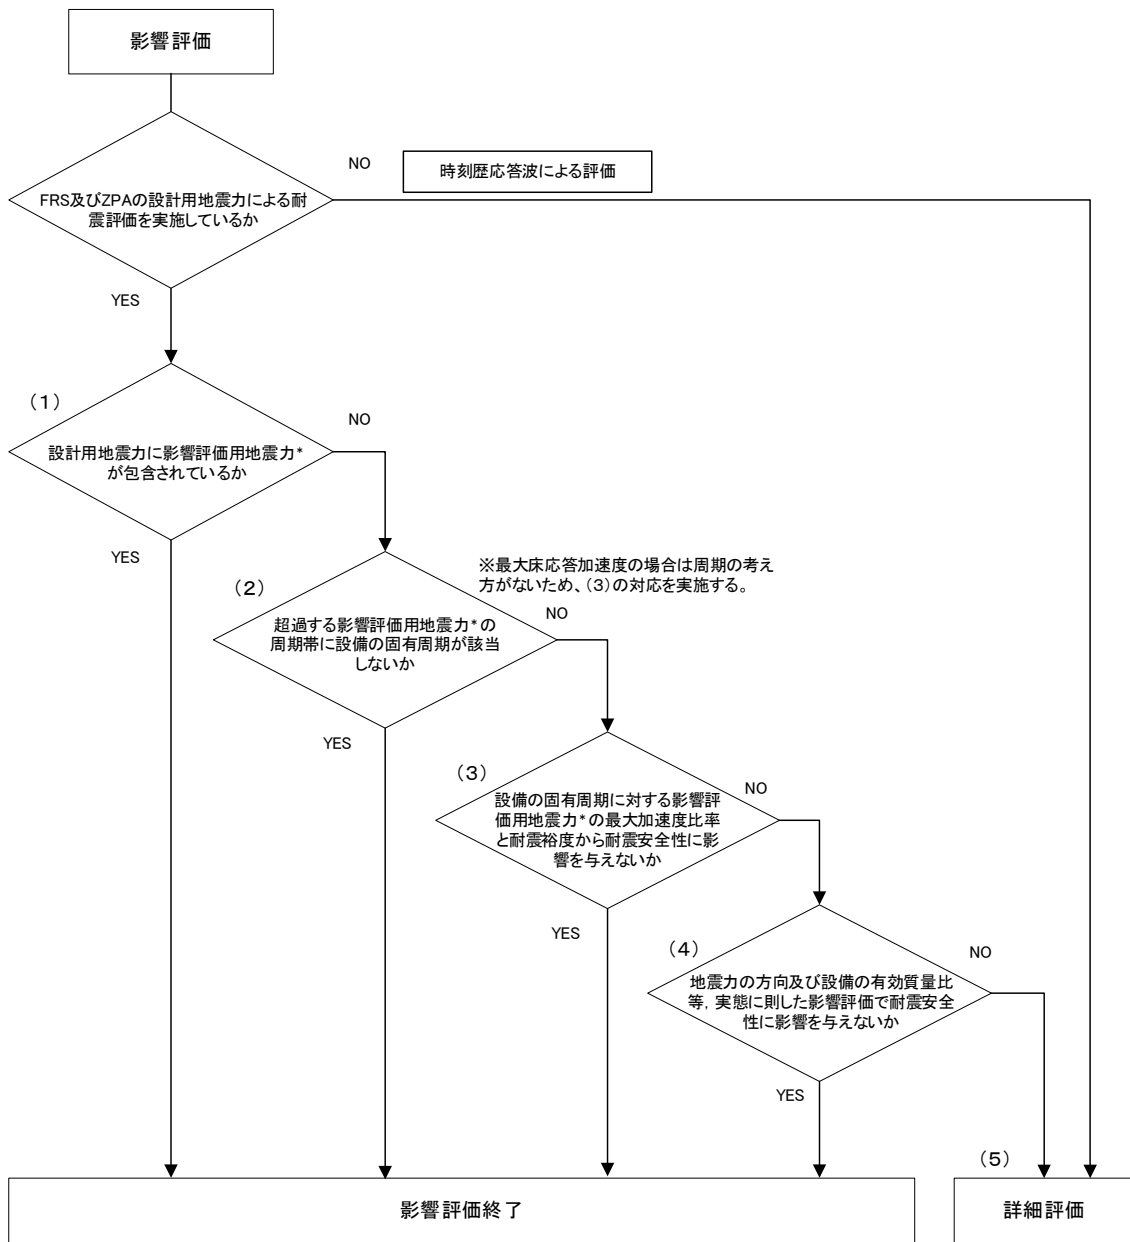 影響評価
NO
時刻歴応答波による評価
FRS及びZPAの設計用地震力による耐
震評価を実施しているか
YES
(1)
NO
設計用地震力に影響評価用地震力*
が包含されているか
YES
※最大床応答加速度の場合は周期の考え
方がないため、(3)の対応を実施する。
(2)
NO
超過する影響評価用地震力*の
周期帯に設備の固有周期が該当
しないか
YES
(3)
NO
設備の固有周期に対する影響評
価用地震力*の最大加速度比率
と耐震裕度から耐震安全性に影
響を与えないか
YES
(4)
NO
地震力の方向及び設備の有効質量比
等,実態に則した影響評価で耐震安全
性に影響を与えないか
YES
(5)
影響評価終了
詳細評価